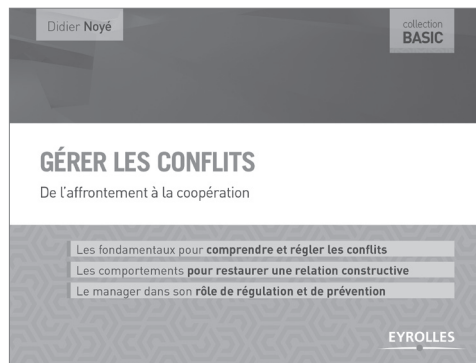 Didier Noyé
collection
BASIC
GÉRER LES CONFLITS
De l'affrontement à la coopération
Les fondamentaux pour comprendre et régler les conflits
Les comportements pour restaurer une relation constructive
Le manager dans son rôle de régulation et de prévention
EYROLLES